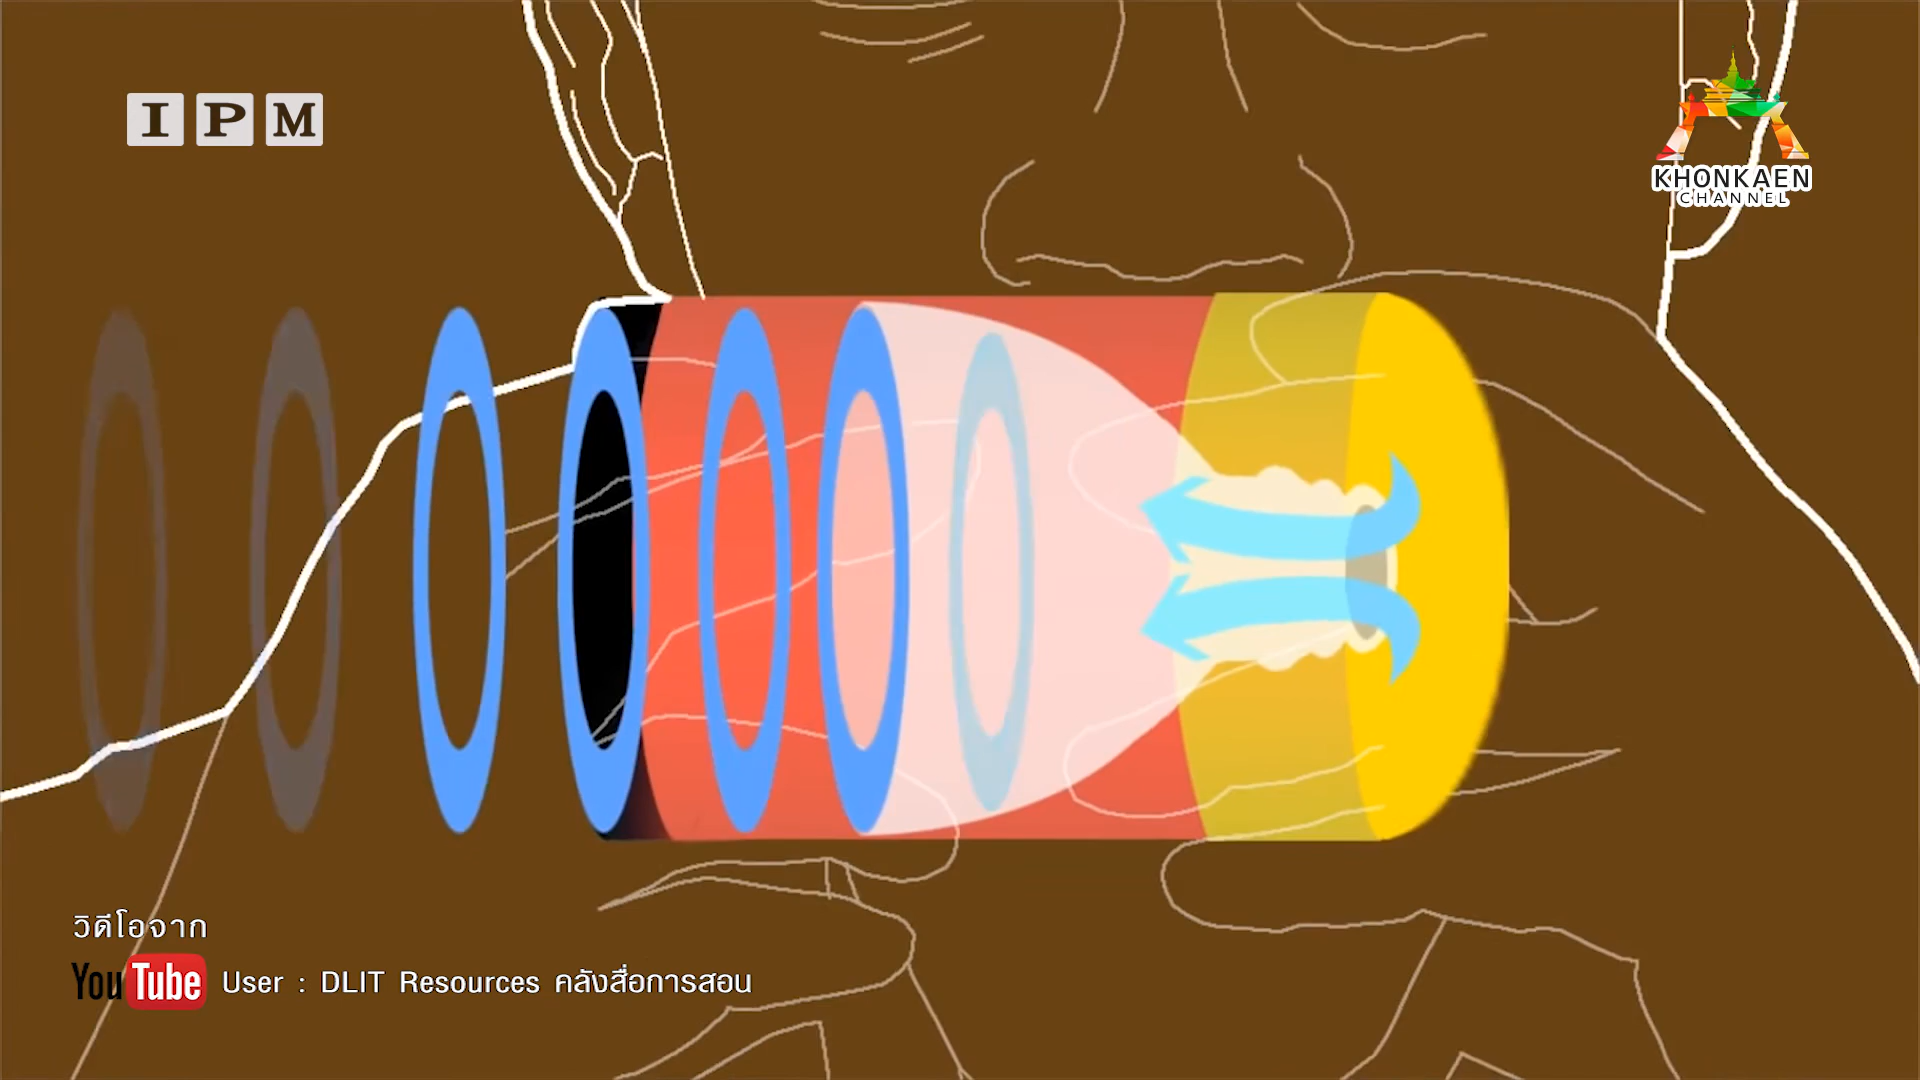 IPM
KHONKAEN
CHANNEL
วิดีโอจาก
YouTube User : DLIT Resources คลังสื่อการสอน